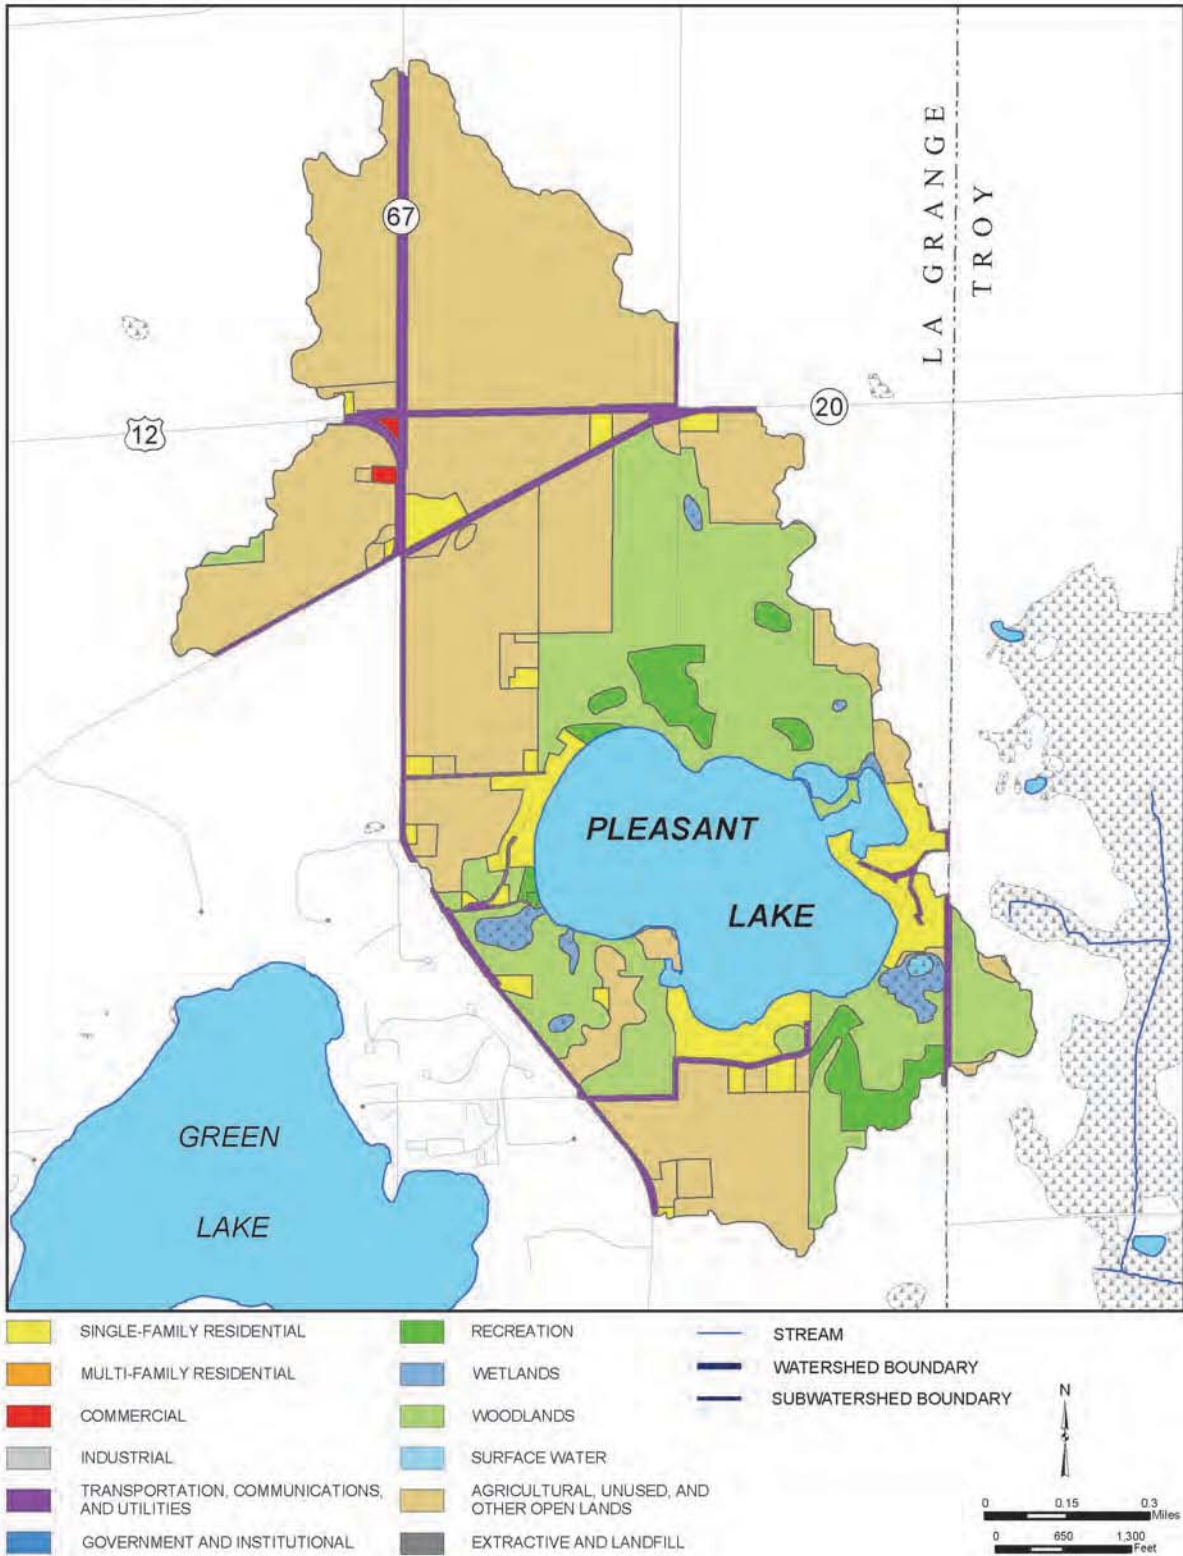 LA GRANGE
TROY
67
20
12
PLEASANT
LAKE
GREEN
LAKE
SINGLE-FAMILY RESIDENTIAL
MULTI-FAMILY RESIDENTIAL
COMMERCIAL
INDUSTRIAL
TRANSPORTATION, COMMUNICATIONS,
AND UTILITIES
GOVERNMENT AND INSTITUTIONAL
RECREATION
WETLANDS
WOODLANDS
SURFACE WATER
AGRICULTURAL, UNUSED, AND
OTHER OPEN LANDS
EXTRACTIVE AND LANDFILL
STREAM
WATERSHED BOUNDARY
SUBWATERSHED BOUNDARY
N
0 0.15 0.3
Miles
0 650 1,300
Feet